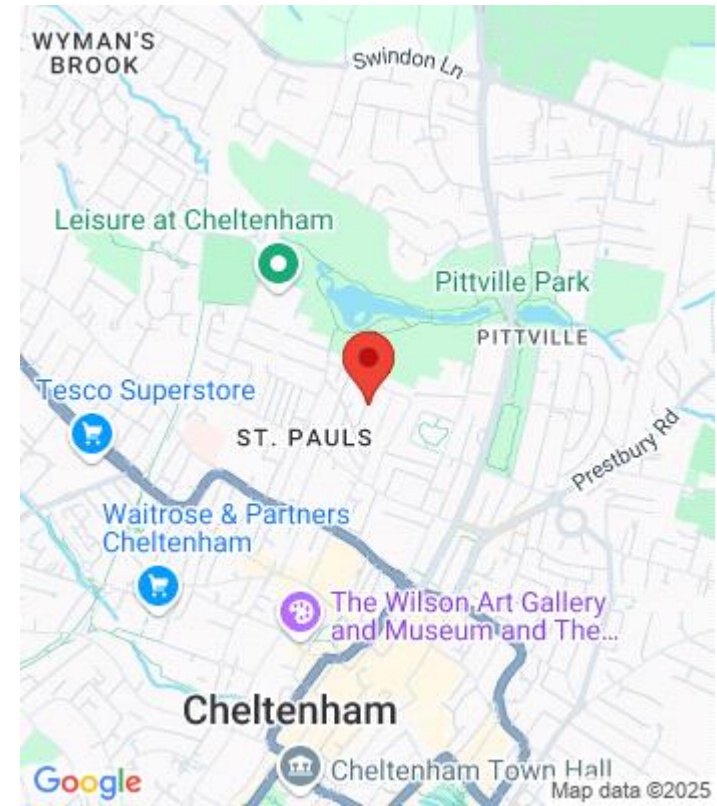 WYMAN'S
BROOK
Swindon Ln
Leisure at Cheltenham
Pittville Park
PITTVILLE
Tesco Superstore
ST. PAULS
Prestbury Rd
Waitrose & Partners
Cheltenham
The Wilson Art Gallery
and Museum and The...
Cheltenham
Cheltenham Town Hall
Google
Map data ©2025